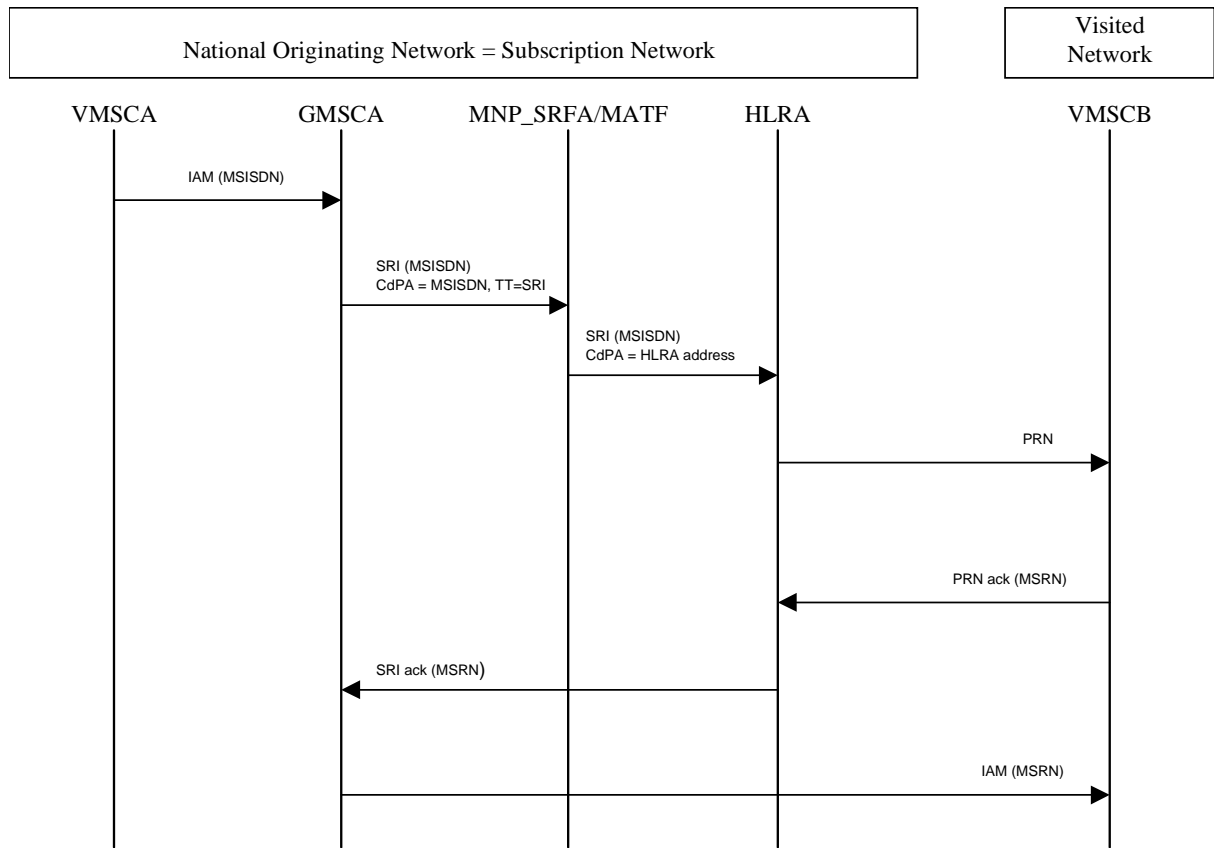 National Originating Network = Subscription Network
Visited
Network
VMSCA
GMSCA
MNP_SRFA/MATF
HLRA
VMSCB
IAM (MSISDN)
SRI (MSISDN)
CdPA = MSISDN, TT=SRI
SRI (MSISDN)
CdPA = HLRA address
PRN
PRN ack (MSRN)
SRI ack (MSRN)
IAM (MSRN)